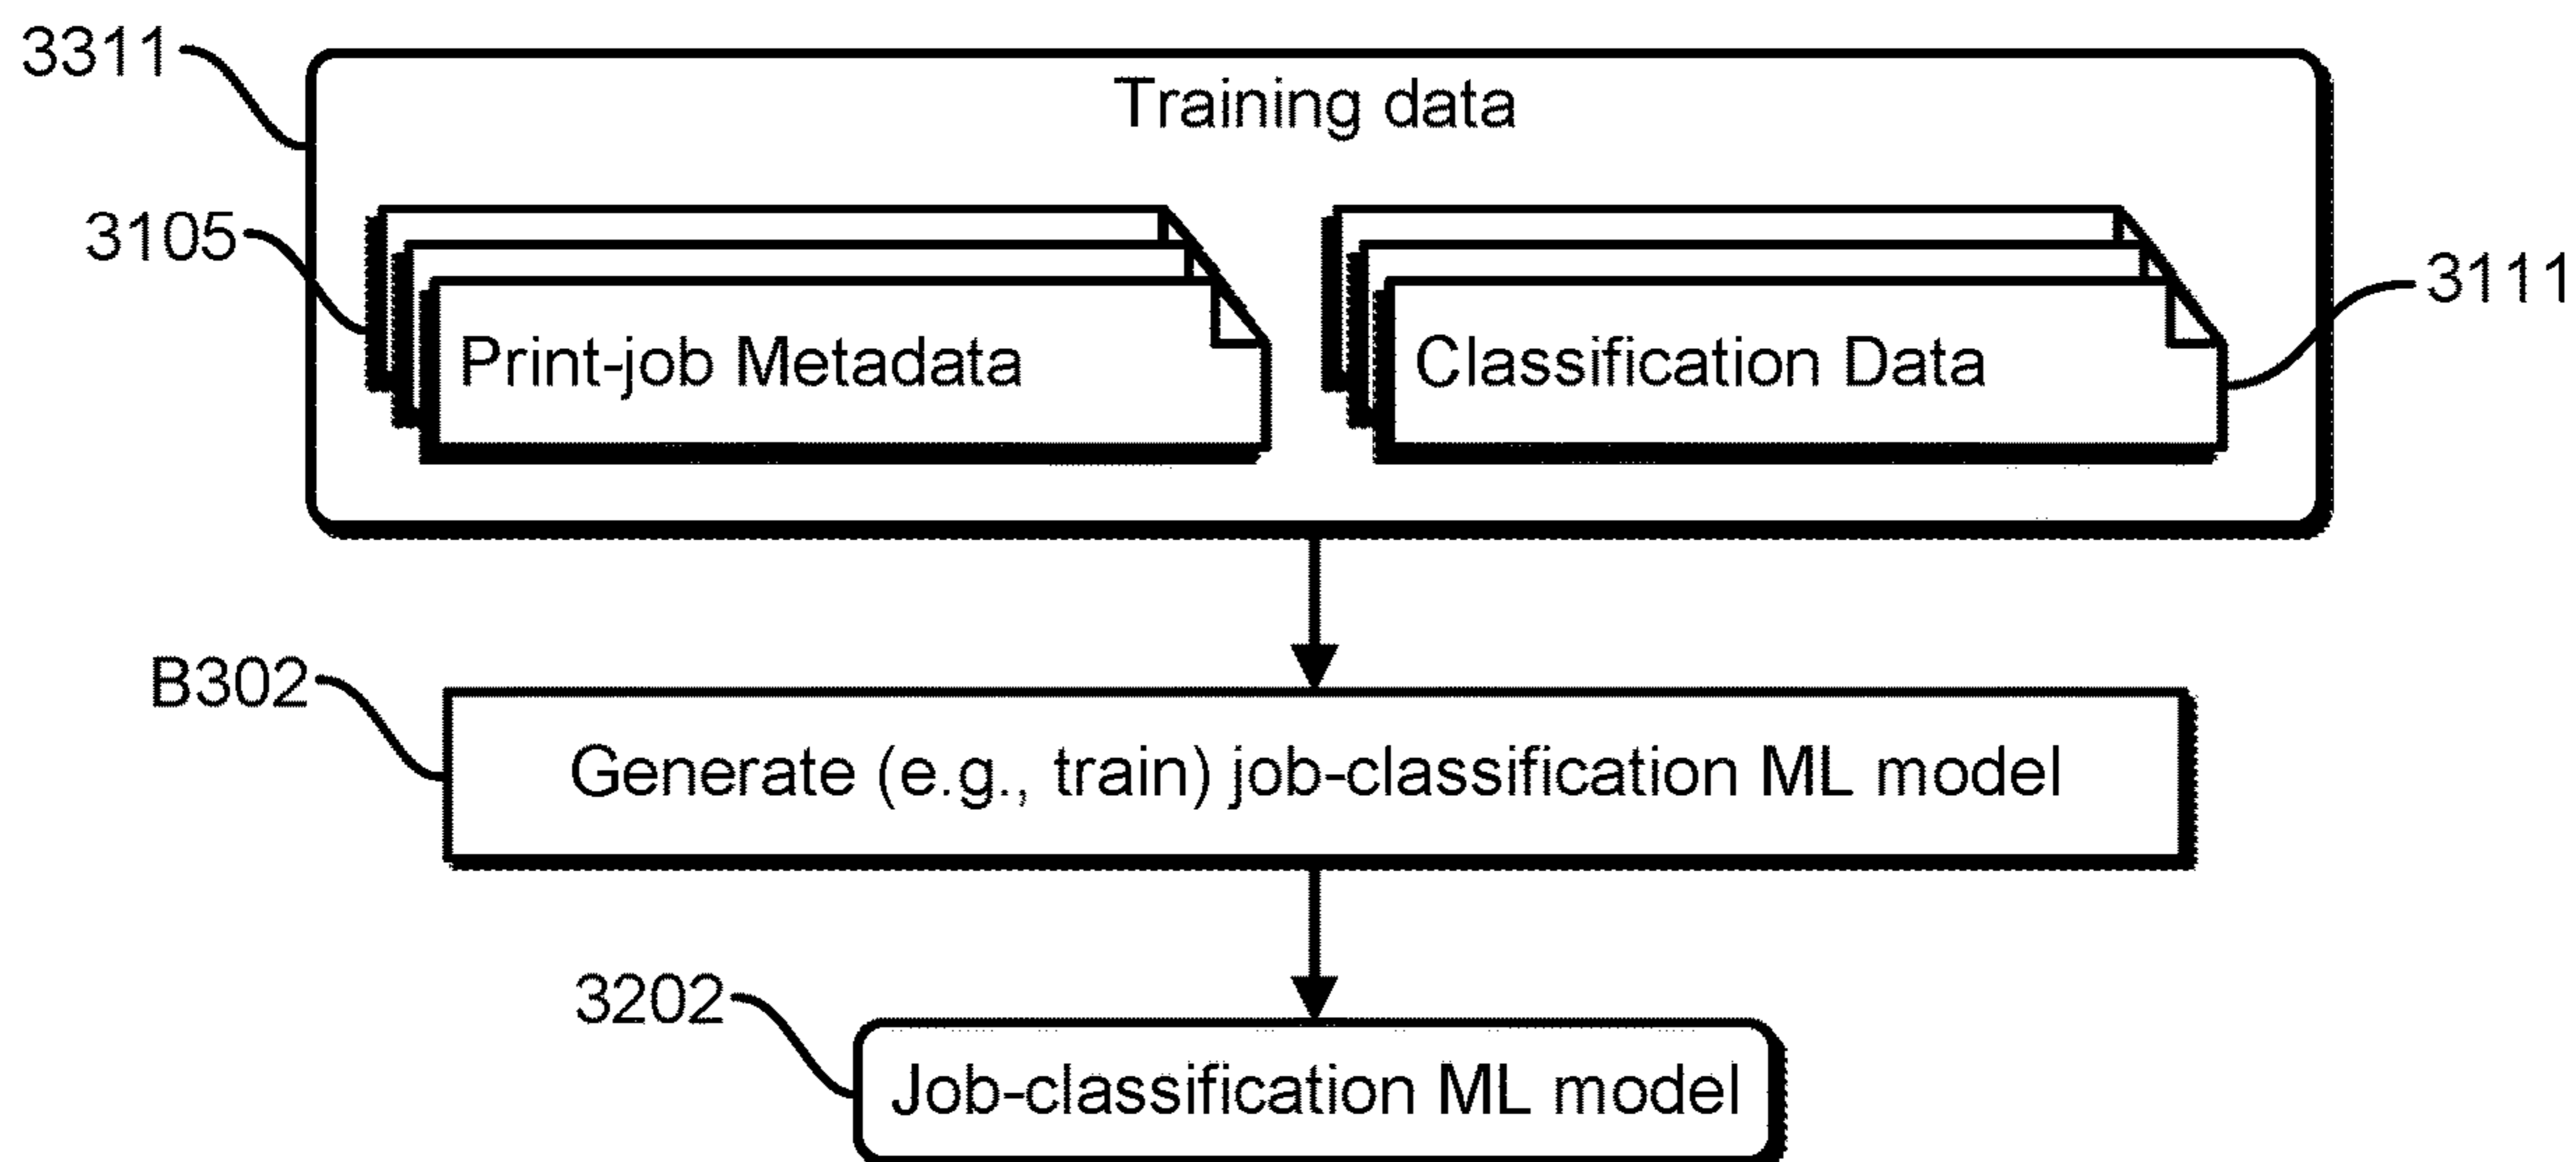 3311
Training data
3105
3111
Print-job Metadata
Classification Data
B302
Generate (e.g., train) job-classification ML model
3202
Job-classification ML model